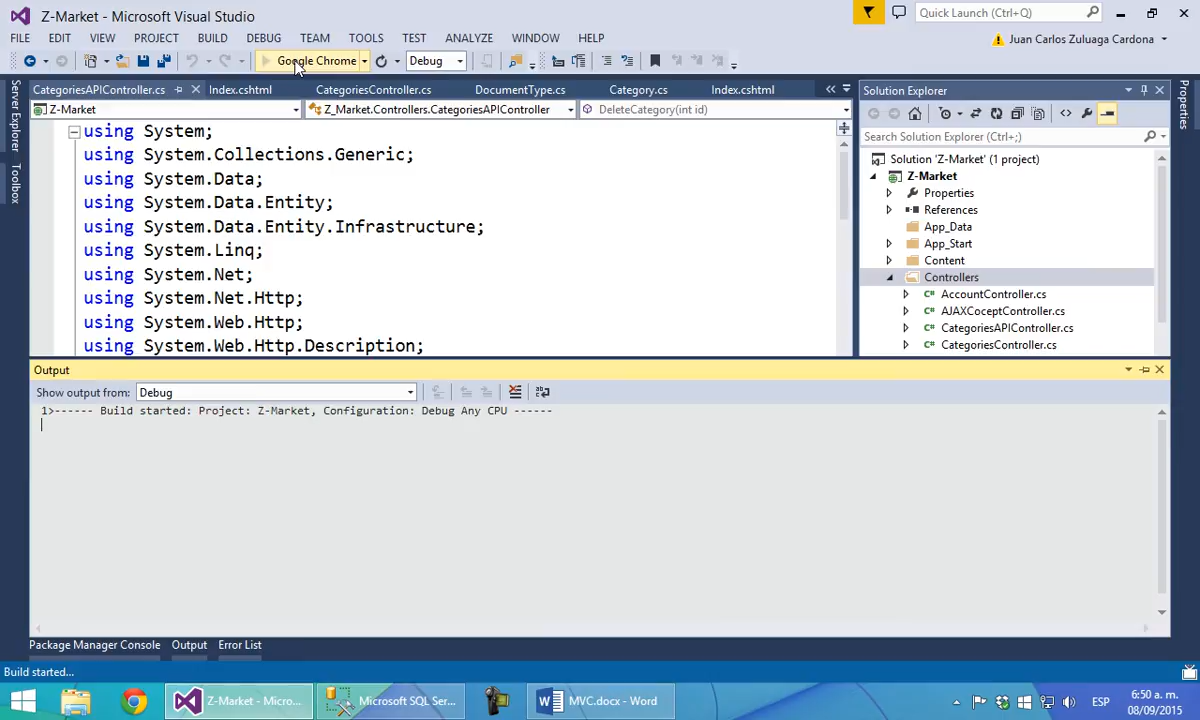 Z-Market - Microsoft Visual Studio
Quick Launch (Ctrl+Q)
FILE EDIT VIEW PROJECT BUILD DEBUG TEAM TOOLS TEST ANALYZE WINDOW HELP
Juan Carlos Zuluaga Cardona
Google Chrome Debug
Server Explorer
Toolbox
CategoriesAPIController.cs Index.cshtml CategoriesController.cs DocumentType.cs Category.cs Index.cshtml
Z-Market Z_Market.Controllers.CategoriesAPIController DeleteCategory(int id)
using System;
using System.Collections.Generic;
using System.Data;
using System.Data.Entity;
using System.Data.Entity.Infrastructure;
using System.Linq;
using System.Net;
using System.Net.Http;
using System.Web.Http;
using System.Web.Http.Description;
Solution Explorer
Search Solution Explorer (Ctrl+;)
Solution 'Z-Market' (1 project)
Z-Market
Properties
References
App_Data
App_Start
Content
Controllers
AccountController.cs
AJAXCoceptController.cs
CategoriesAPIController.cs
CategoriesController.cs
Properties
Output
Show output from: Debug
1>------ Build started: Project: Z-Market, Configuration: Debug Any CPU ------
Package Manager Console Output Error List
Build started...
Z-Market - Micro...
Microsoft SQL Ser...
MVC.docx - Word
ESP
6:50 a. m.
08/09/2015